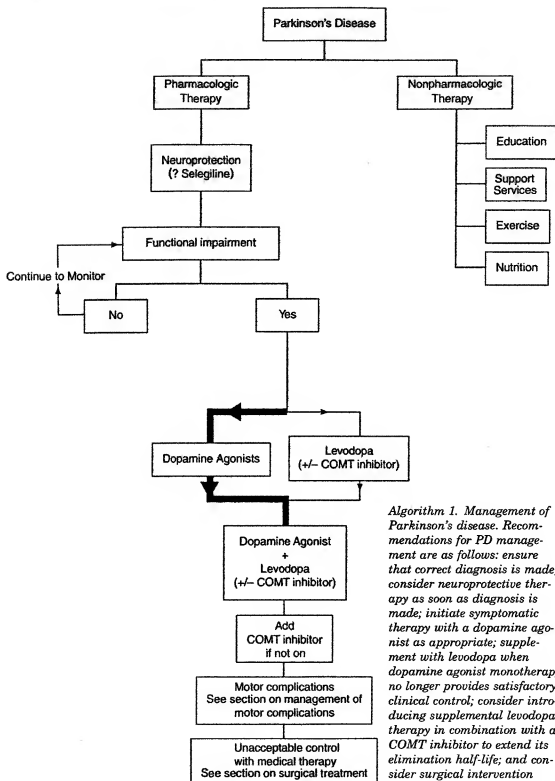 Parkinson's Disease
Pharmacologic
Therapy
Nonpharmacologic
Therapy
Neuroprotection
(? Selegiline)
Education
Support
Services
Exercise
Nutrition
Functional impairment
Continue to Monitor
No
Yes
Dopamine Agonists
Levodopa
(+/– COMT inhibitor)
Dopamine Agonist
+
Levodopa
(+/– COMT inhibitor)
Add
COMT inhibitor
if not on
Motor complications
See section on management of
motor complications
Unacceptable control
with medical therapy
See section on surgical treatment
Algorithm 1. Management of
Parkinson's disease. Recom-
mendations for PD manage-
ment are as follows: ensure
that correct diagnosis is made;
consider neuroprotective ther-
apy as soon as diagnosis is
made; initiate symptomatic
therapy with a dopamine ago-
nist as appropriate; supple-
ment with levodopa when
dopamine agonist monotherap
no longer provides satisfactory
clinical control; consider intro-
ducing supplemental levodopa
therapy in combination with a
COMT inhibitor to extend its
elimination half-life; and con-
sider surgical intervention